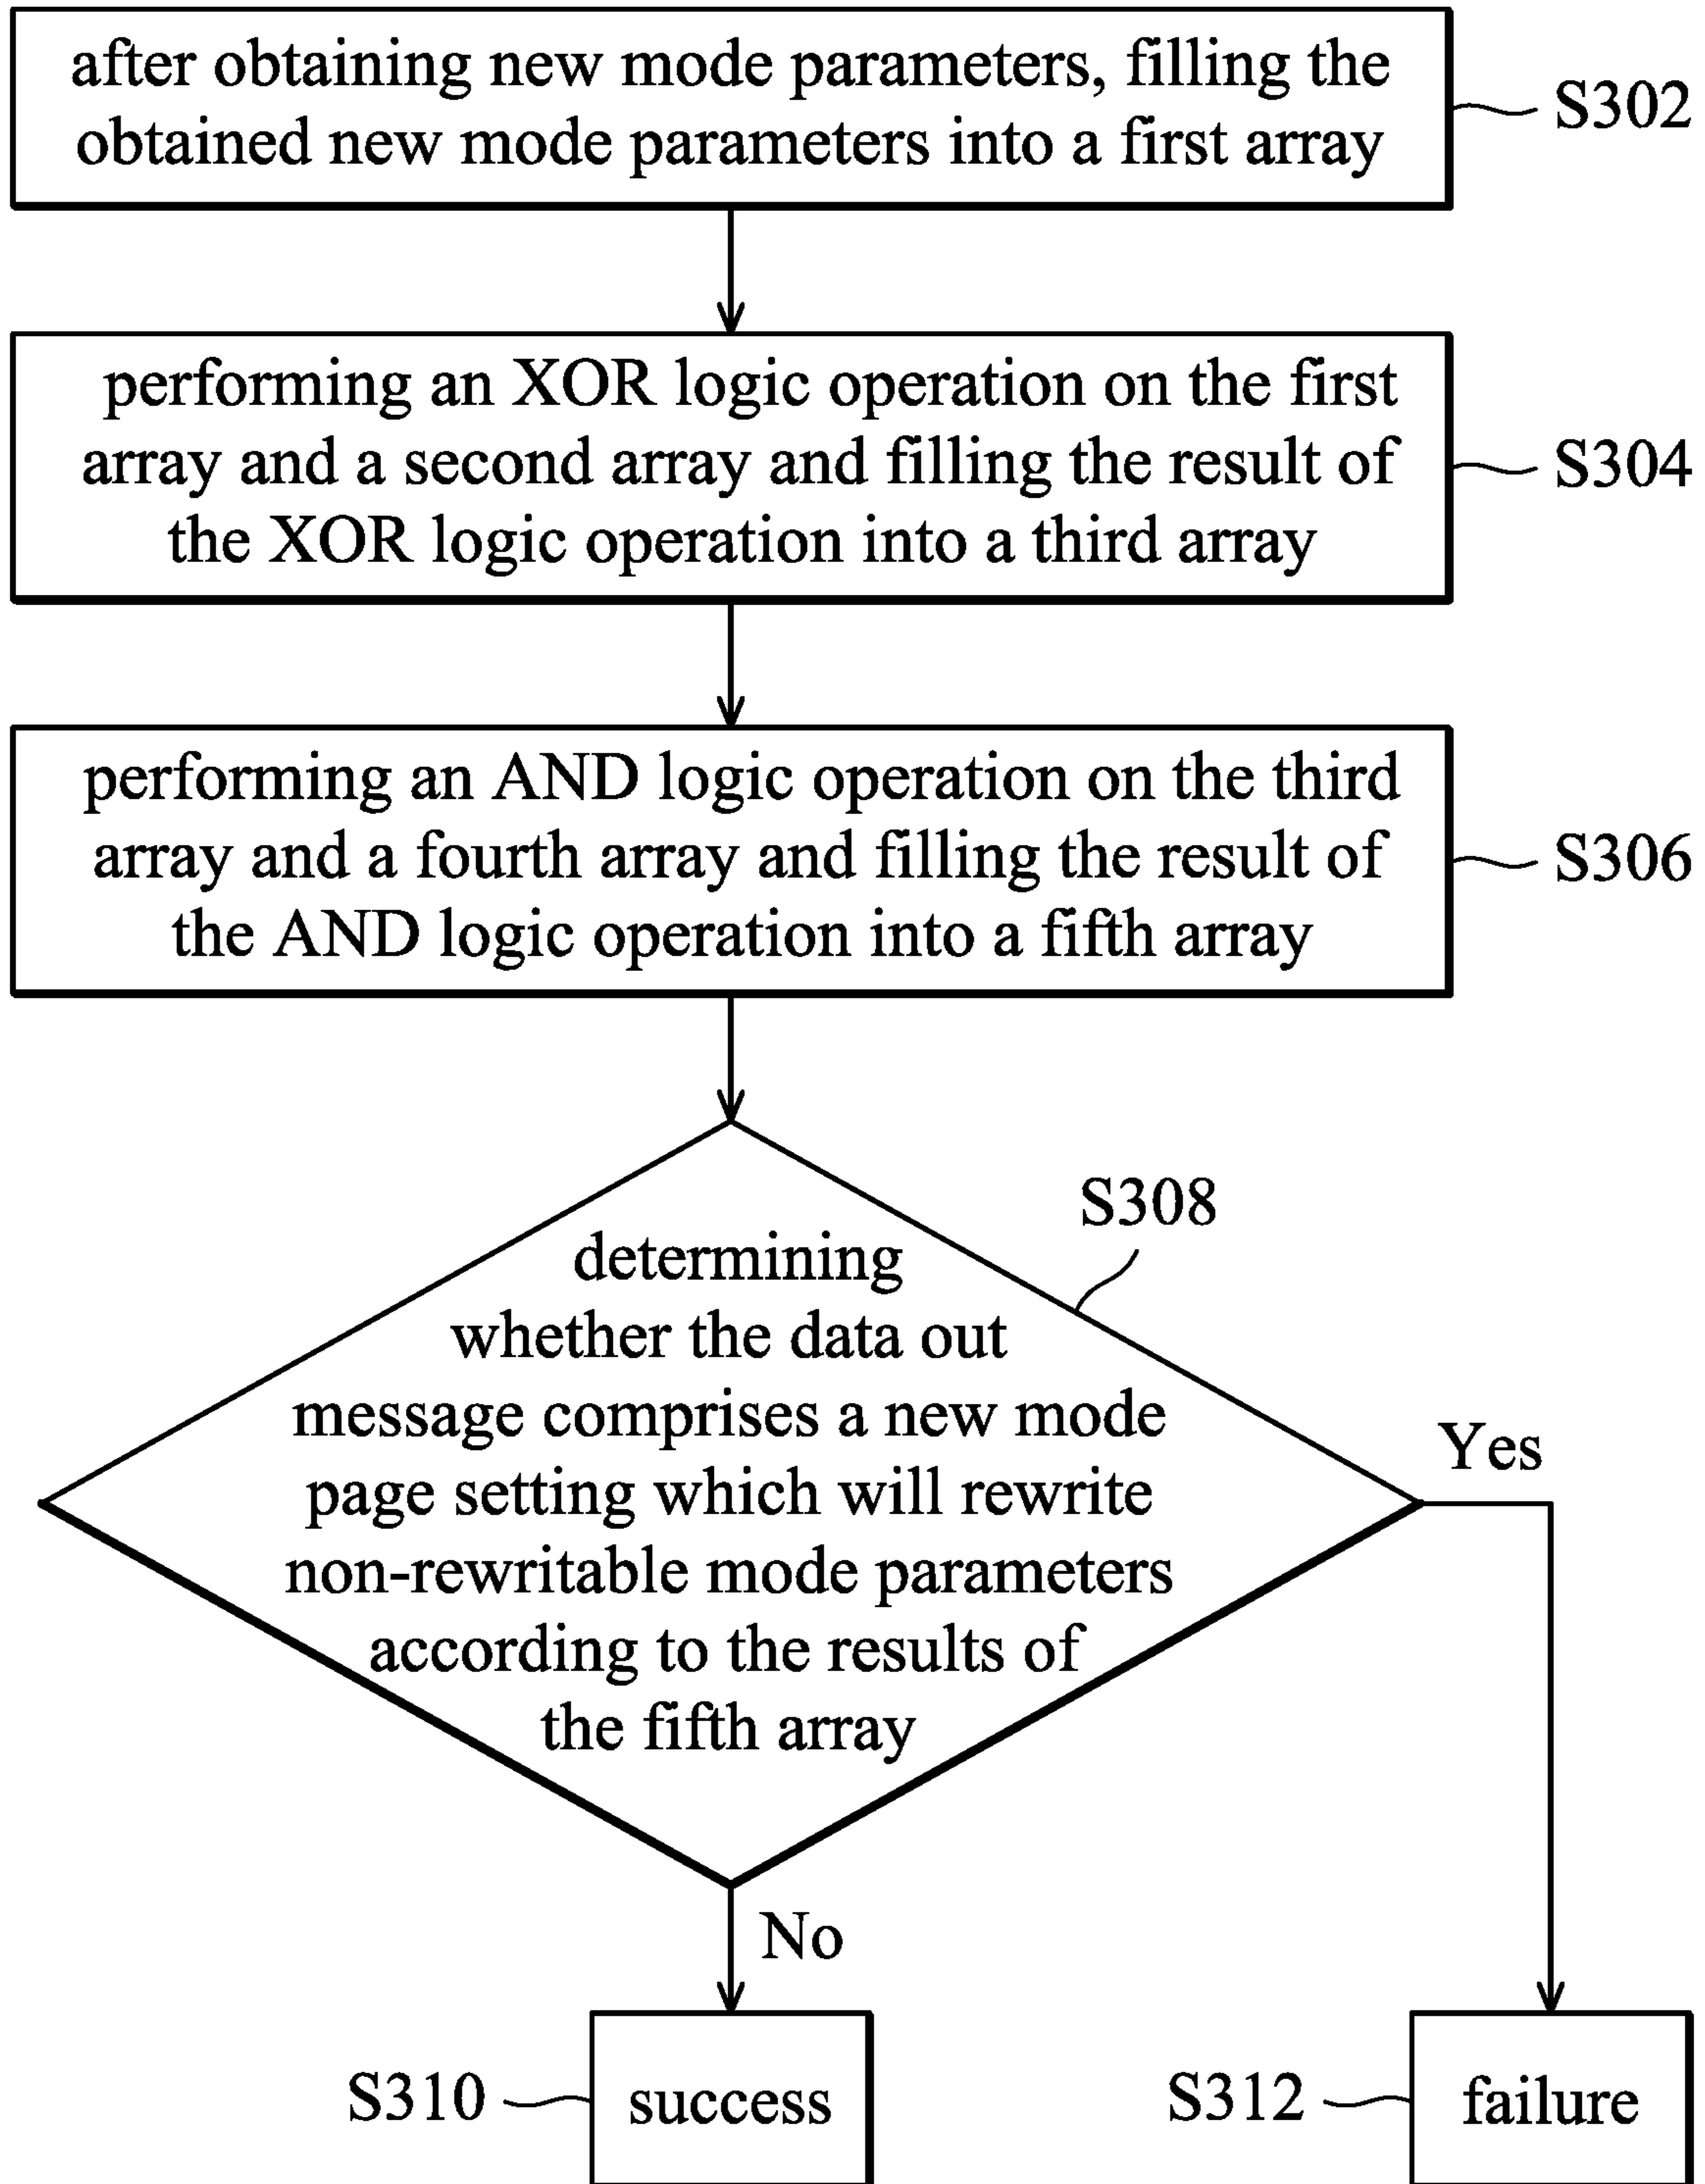 after obtaining new mode parameters, filling the
obtained new mode parameters into a first array
S302
performing an XOR logic operation on the first
array and a second array and filling the result of
the XOR logic operation into a third array
S304
performing an AND logic operation on the third
array and a fourth array and filling the result of
the AND logic operation into a fifth array
S306
S308
determining
whether the data out
message comprises a new mode
page setting which will rewrite
non-rewritable mode parameters
according to the results of
the fifth array
Yes
No
S310
success
S312
failure